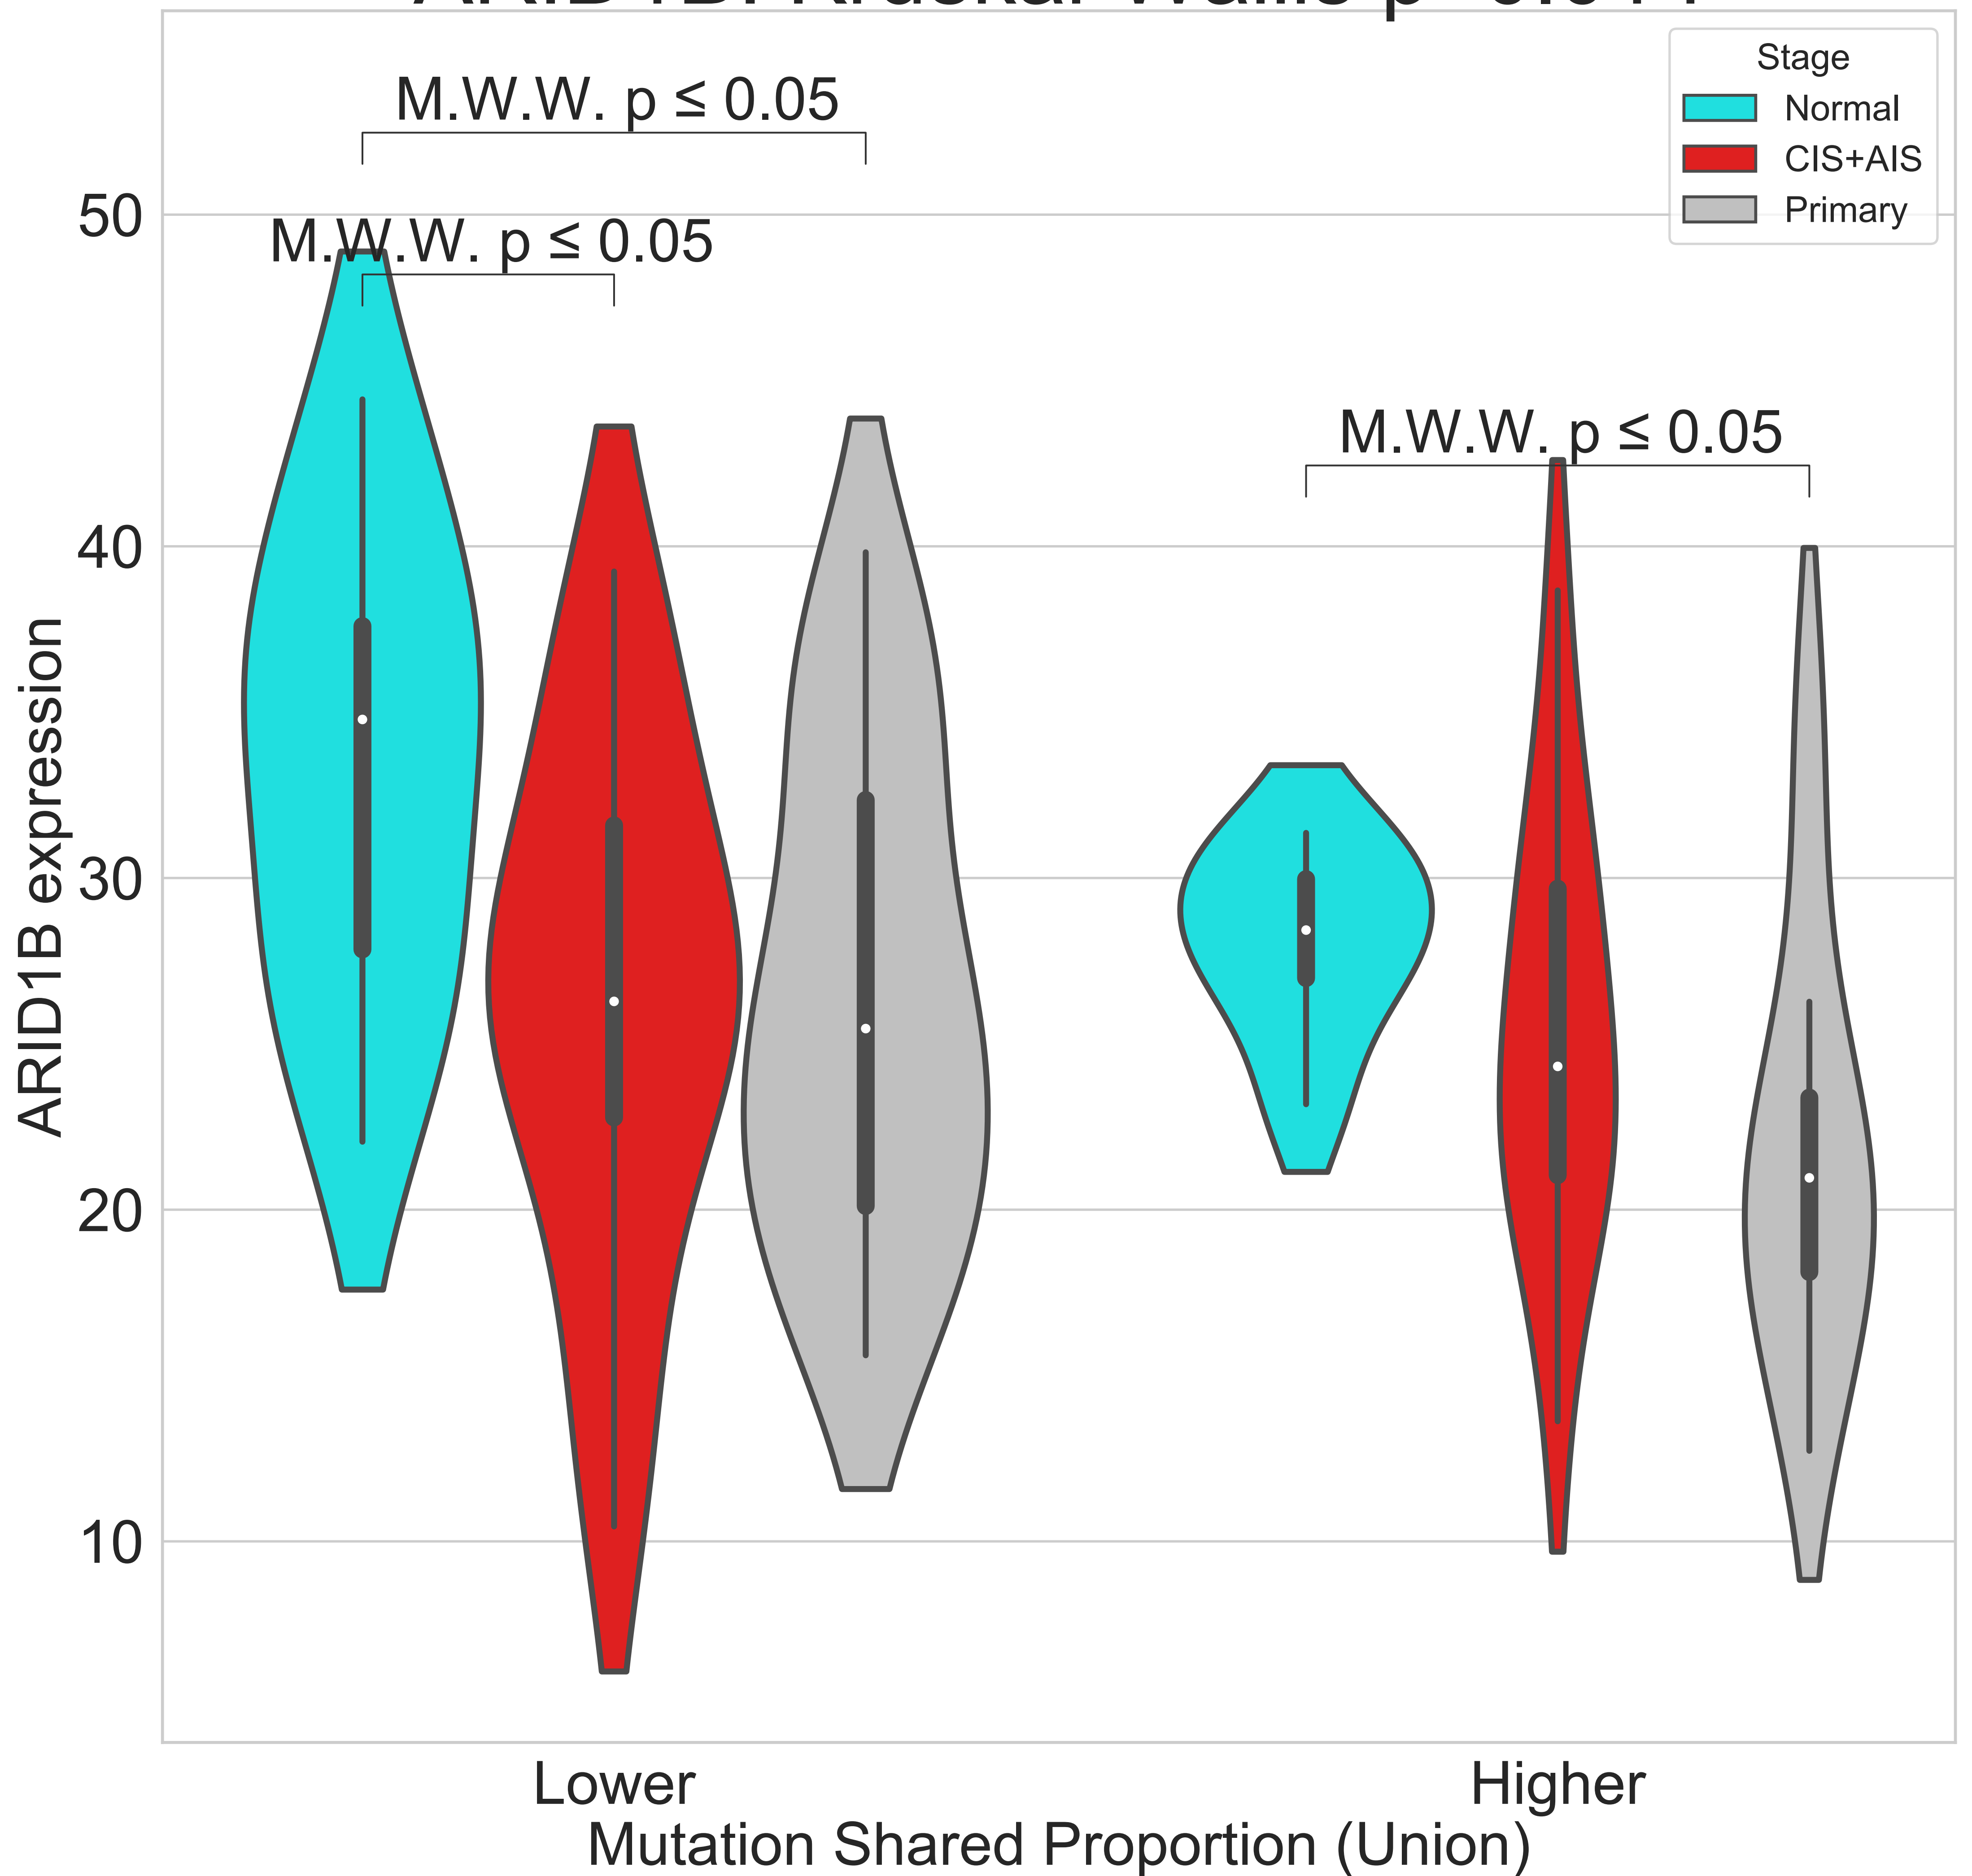 Stage
Normal
CIS+AIS
Primary
M.W.W. p ≤ 0.05
M.W.W. p ≤ 0.05
M.W.W. p ≤ 0.05
50
40
30
20
10
ARID1B expression
Lower
Higher
Mutation Shared Proportion (Union)